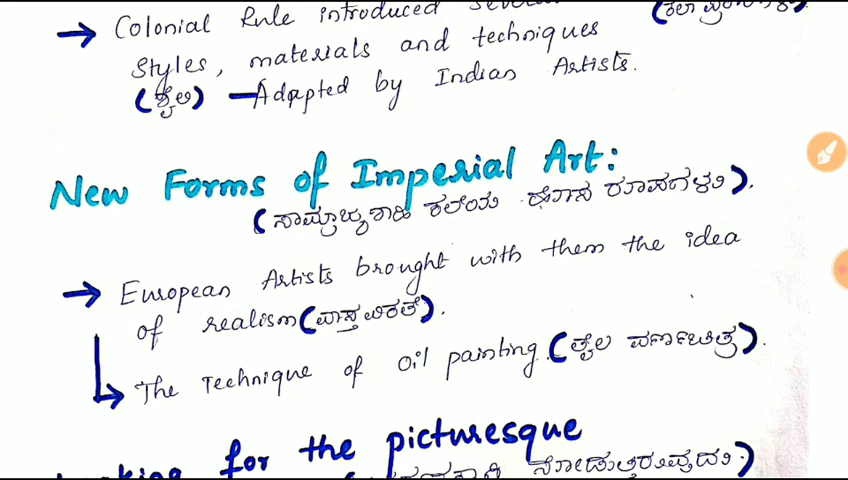 → Colonial Rule introduced
styles, materials and techniques
(ಶೈಲಿ) – Adapted by Indian Artists.
New Forms of Imperial Art:
(ಸಾಮ್ರಾಜ್ಯಶಾಹಿ ಕಲೆಯ ಹೊಸ ರೂಪಗಳು).
→ European Artists brought with them the idea
of realism (ವಾಸ್ತವಿಕತೆ).
→ The Technique of Oil painting. (ತೈಲ ವರ್ಣಚಿತ್ರ).
for the picturesque